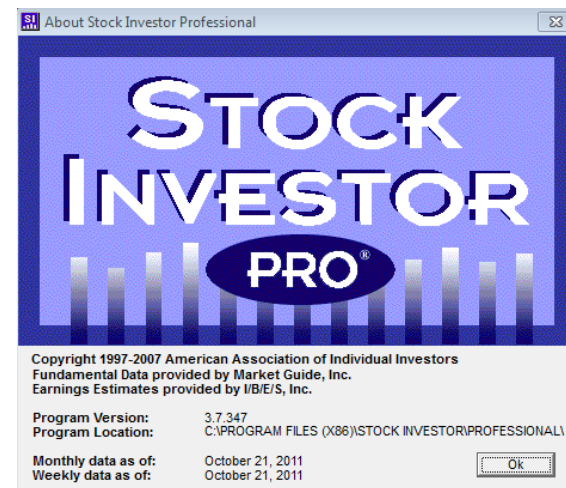 SI
About Stock Investor Professional
STOCK
INVESTOR
PRO®
Copyright 1997-2007 American Association of Individual Investors
Fundamental Data provided by Market Guide, Inc.
Earnings Estimates provided by I/B/E/S, Inc.
Program Version: 3.7.347
Program Location: C:\PROGRAM FILES (X86)\STOCK INVESTOR\PROFESSIONAL\
Monthly data as of: October 21, 2011
Weekly data as of: October 21, 2011
Ok